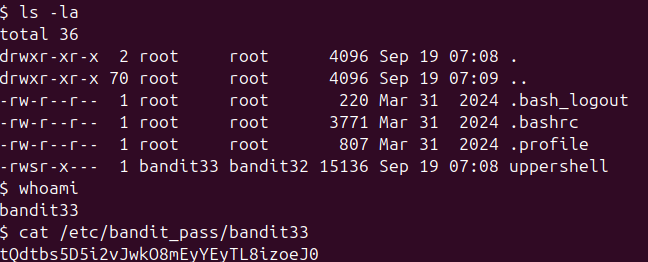 $ ls -la
total 36
drwxr-xr-x  2 root     root      4096 Sep 19 07:08 .
drwxr-xr-x 70 root     root      4096 Sep 19 07:09 ..
-rw-r--r--  1 root     root       220 Mar 31  2024 .bash_logout
-rw-r--r--  1 root     root      3771 Mar 31  2024 .bashrc
-rw-r--r--  1 root     root       807 Mar 31  2024 .profile
-rwsr-x---  1 bandit33 bandit32 15136 Sep 19 07:08 uppershell
$ whoami
bandit33
$ cat /etc/bandit_pass/bandit33
tQdtbs5D5i2vJwkO8mEyYEyTL8izoeJ0